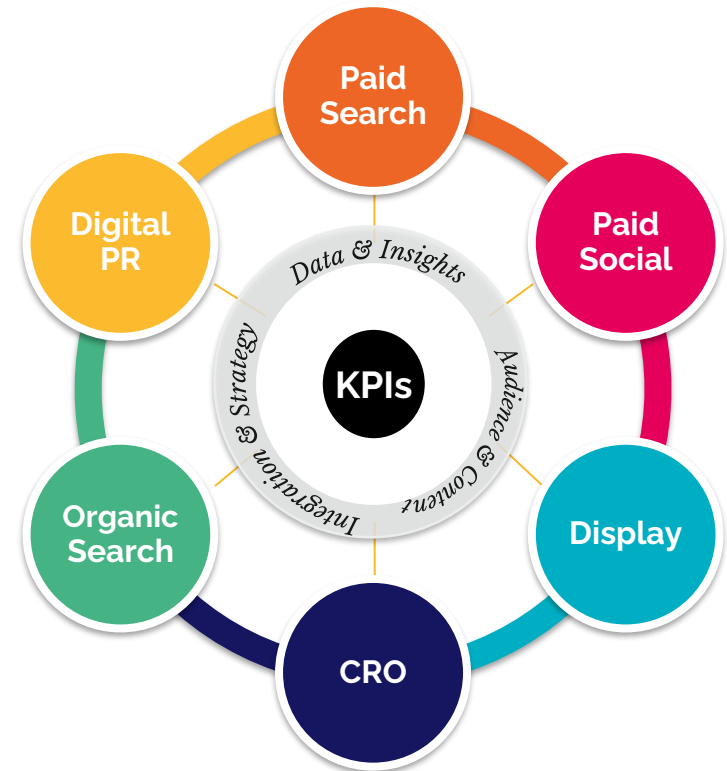 Paid
Search
Digital
PR
Paid
Social
Data & Insights
KPIs
Integration & Strategy
Audience & Content
Organic
Search
Display
CRO